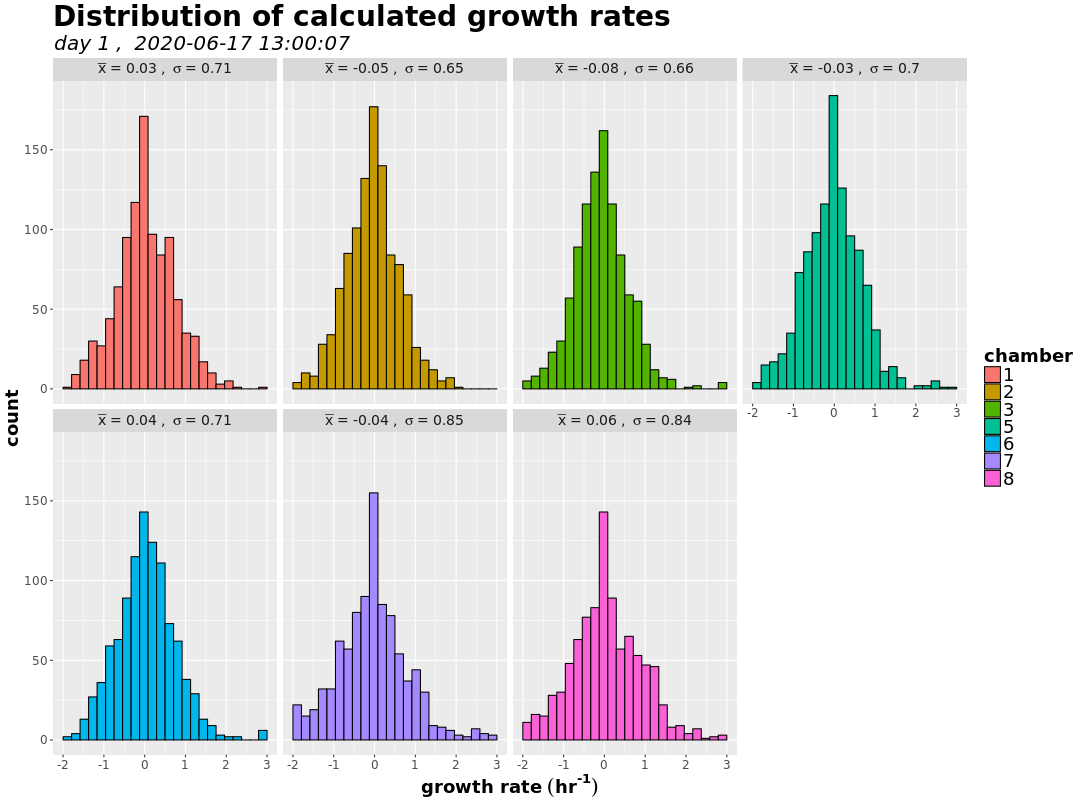 Distribution of calculated growth rates
day 1 ,  2020-06-17 13:00:07
x̅ = 0.03 ,  σ = 0.71
x̅ = -0.05 ,  σ = 0.65
x̅ = -0.08 ,  σ = 0.66
x̅ = -0.03 ,  σ = 0.7
150
100
50
0
-2 -1 0 1 2 3
count
x̅ = 0.04 ,  σ = 0.71
x̅ = -0.04 ,  σ = 0.85
x̅ = 0.06 ,  σ = 0.84
150
100
50
0
-2 -1 0 1 2 3
-2 -1 0 1 2 3
-2 -1 0 1 2 3
growth rate (hr⁻¹)
chamber
1
2
3
5
6
7
8